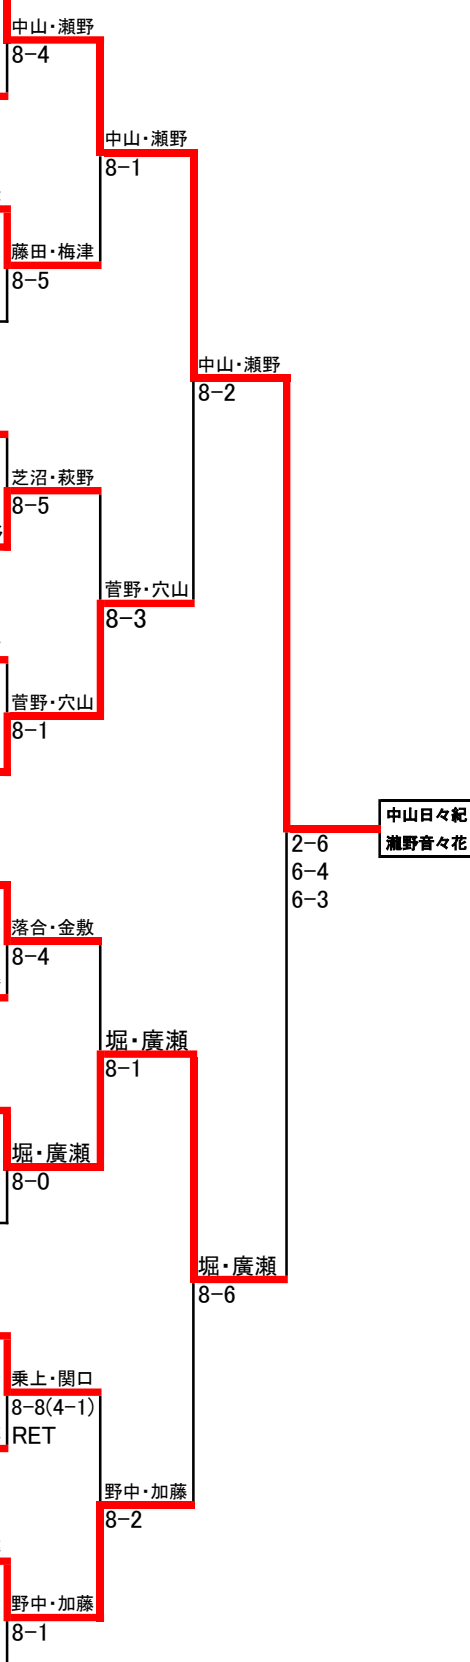 中山・瀬野
8-4
中山・瀬野
8-1
藤田・梅津
8-5
中山・瀬野
8-2
芝沼・萩野
8-5
菅野・穴山
8-3
菅野・穴山
8-1
中山日々紀
瀧野音々花
2-6
6-4
6-3
落合・金敷
8-4
堀・廣瀬
8-1
堀・廣瀬
8-0
堀・廣瀬
8-6
乗上・関口
8-8(4-1)
RET
野中・加藤
8-2
野中・加藤
8-1